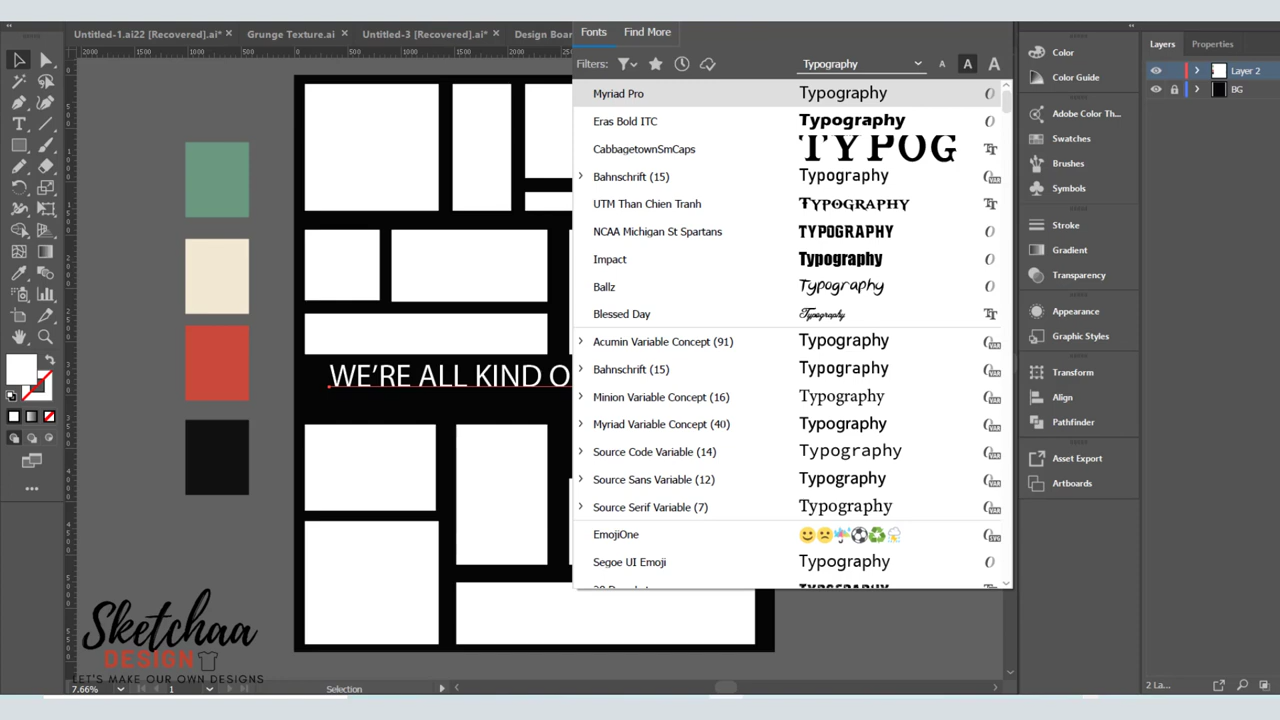 Untitled-1.ai22 [Recovered].ai* ×
Grunge Texture.ai ×
Untitled-3 [Recovered].ai* ×
Design Boar
Fonts
Find More
Filters:
Typography
A A A
Myriad Pro Typography
Eras Bold ITC Typography
CabbagetownSmCaps TYPOG
Bahnschrift (15) Typography
UTM Than Chien Tranh TYPOGRAPHY
NCAA Michigan St Spartans TYPOGRAPHY
Impact Typography
Ballz Typography
Blessed Day Typography
Acumin Variable Concept (91) Typography
Bahnschrift (15) Typography
Minion Variable Concept (16) Typography
Myriad Variable Concept (40) Typography
Source Code Variable (14) Typography
Source Sans Variable (12) Typography
Source Serif Variable (7) Typography
EmojiOne
Segoe UI Emoji Typography
WE’RE ALL KIND O
Sketchaa
DESIGN
LET'S MAKE OUR OWN DESIGNS
7.66%
1
Selection
Color
Color Guide
Adobe Color Th...
Swatches
Brushes
Symbols
Stroke
Gradient
Transparency
Appearance
Graphic Styles
Transform
Align
Pathfinder
Asset Export
Artboards
Layers
Properties
Layer 2
BG
2 La...